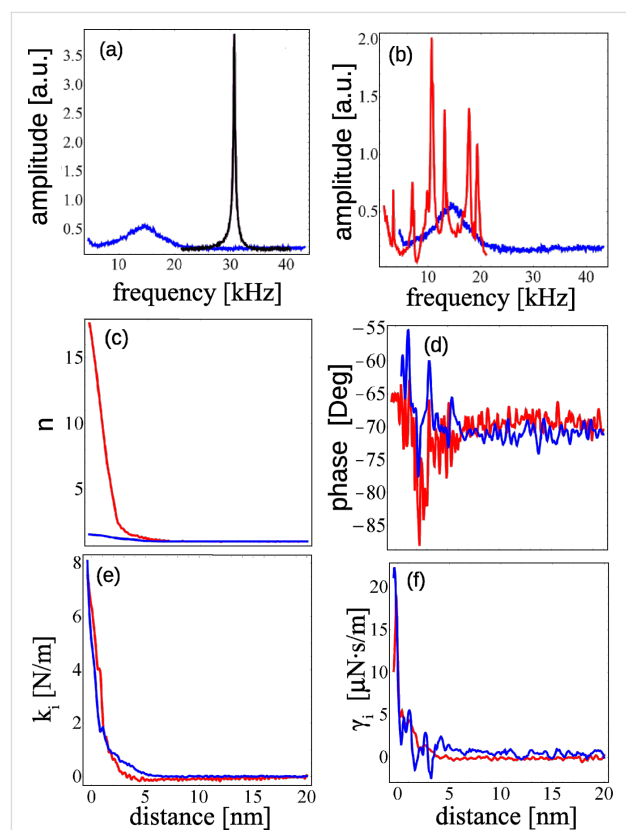 (a)
amplitude [a.u.]
3.5
3.0
2.5
2.0
1.5
1.0
0.5
10 20 30 40
frequency [kHz]
(b)
amplitude [a.u.]
2.0
1.5
1.0
0.5
10 20 30 40
frequency [kHz]
(c)
n
15
10
5
(d)
phase [Deg]
−55
−60
−65
−70
−75
−80
−85
(e)
k_i [N/m]
8
6
4
2
0
0 5 10 15 20
distance [nm]
(f)
γ_i [µN·s/m]
20
15
10
5
0
0 5 10 15 20
distance [nm]